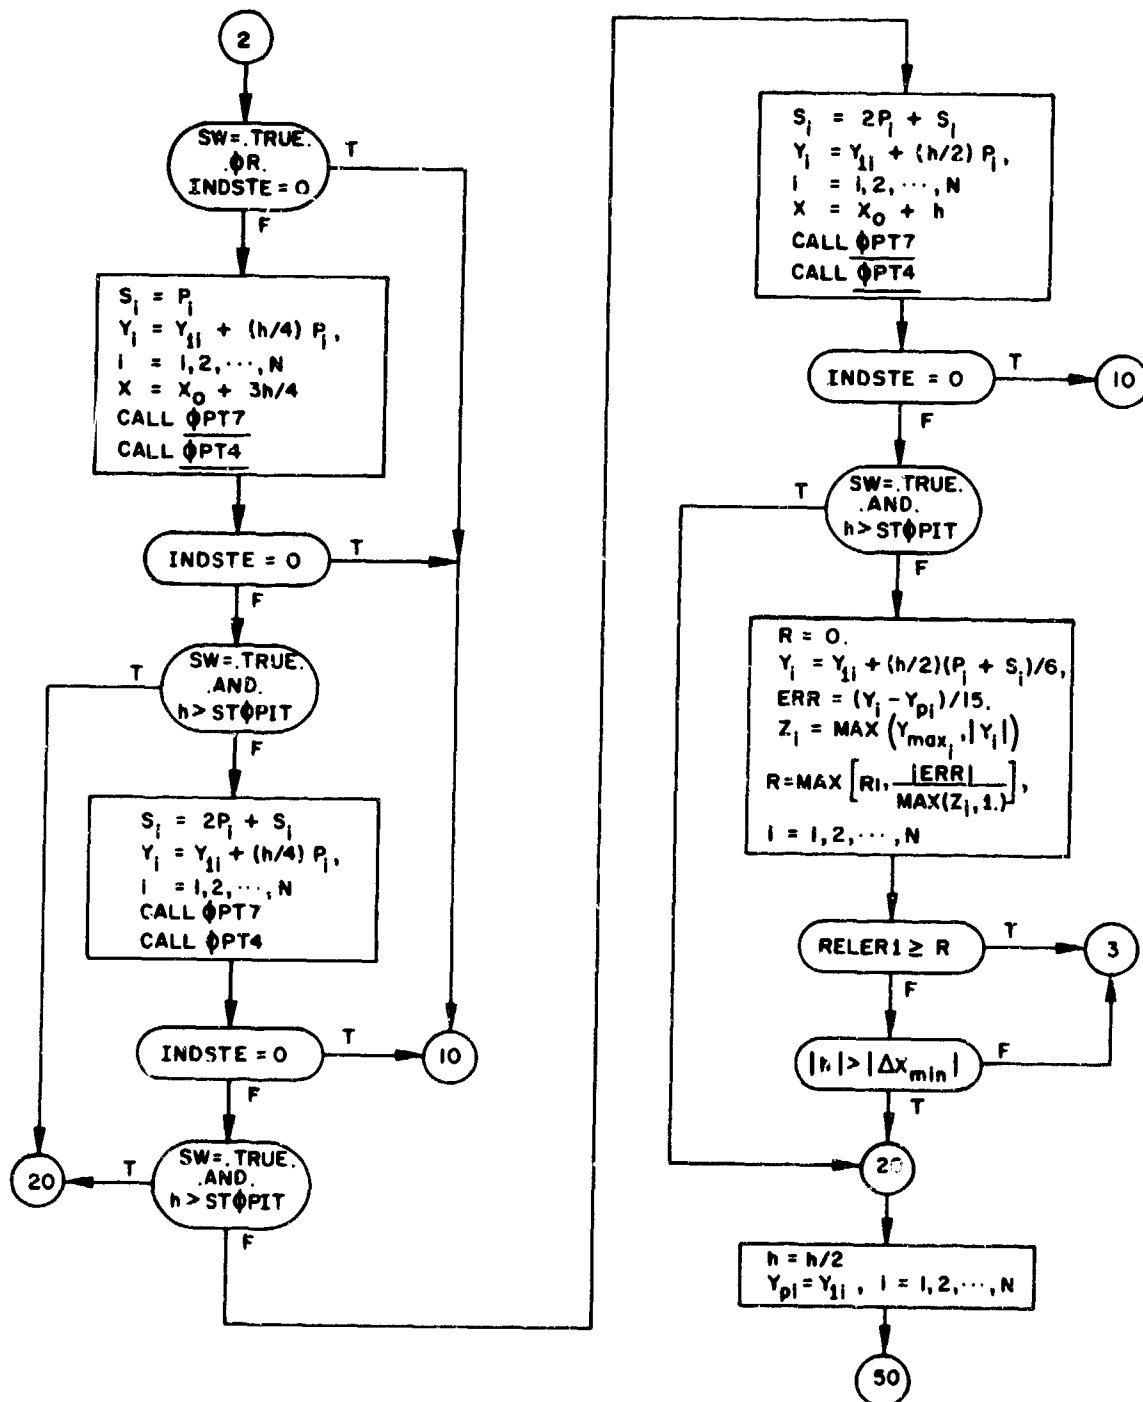 2
SW=.TRUE.
.ΦR.
INDSTE = 0
T
F
S_i = P_i
Y_i = Y_1i + (h/4) P_i,
i = 1,2,···,N
X = X_0 + 3h/4
CALL ΦPT7
CALL ΦPT4
INDSTE = 0
T
F
SW=.TRUE.
.AND.
h > STΦPIT
T
F
S_i = 2P_i + S_i
Y_i = Y_1i + (h/4) P_i,
i = 1,2,···,N
CALL ΦPT7
CALL ΦPT4
INDSTE = 0
T
10
F
SW=.TRUE.
.AND.
h > STΦPIT
T
20
F
S_i = 2P_i + S_i
Y_i = Y_1i + (h/2) P_i,
i = 1,2,···,N
X = X_0 + h
CALL ΦPT7
CALL ΦPT4
INDSTE = 0
T
10
F
SW=.TRUE.
.AND.
h > STΦPIT
T
F
R = 0.
Y_i = Y_1i + (h/2)(P_i + S_i)/6,
ERR = (Y_i - Y_pi)/15.
Z_i = MAX (Y_max_i, |Y_i|)
R=MAX [R1, |ERR| / MAX(Z_i,1.)],
i = 1,2,···,N
RELER1 ≥ R
T
3
F
|h| > |ΔX_min|
F
T
20
h = h/2
Y_pi = Y_1i, i = 1,2,···,N
50